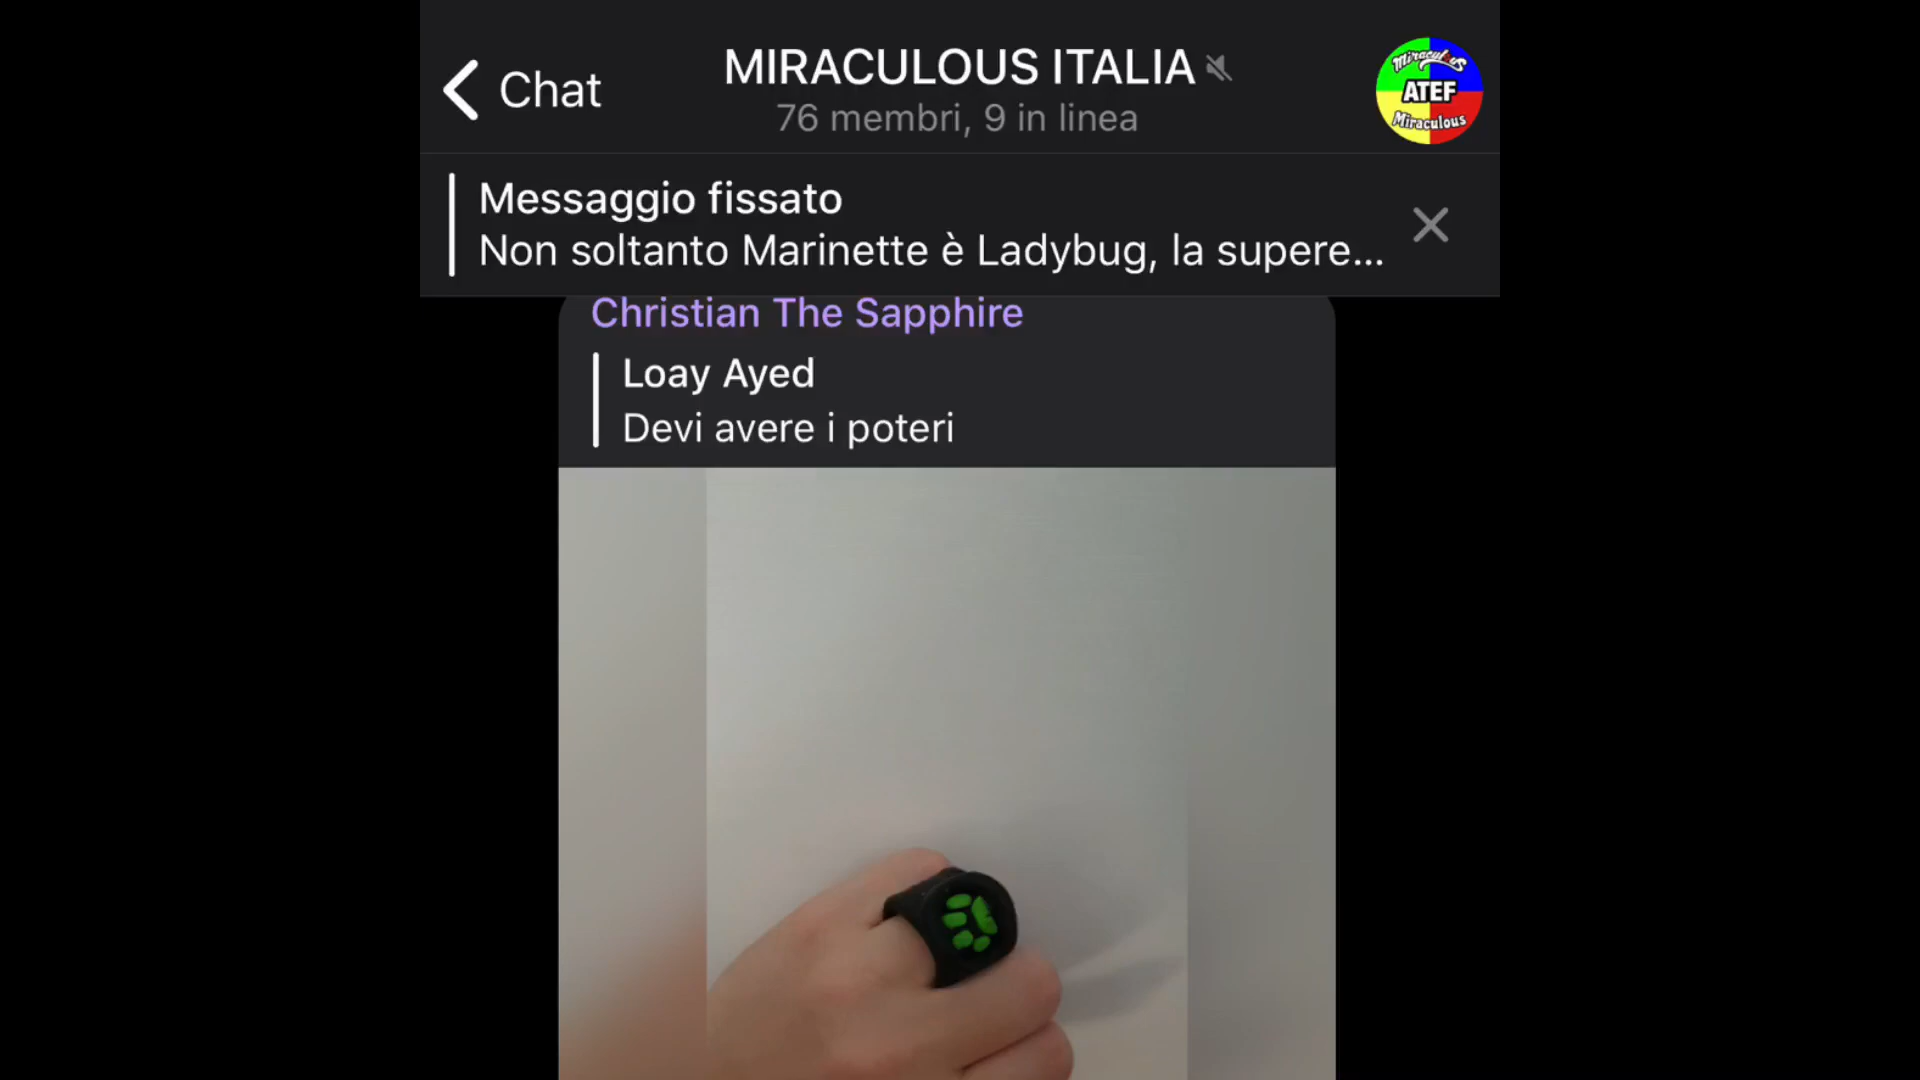 Chat
MIRACULOUS ITALIA
76 membri, 9 in linea
Miraculous
ATEF
Miraculous
Messaggio fissato
Non soltanto Marinette è Ladybug, la supere...
Christian The Sapphire
Loay Ayed
Devi avere i poteri